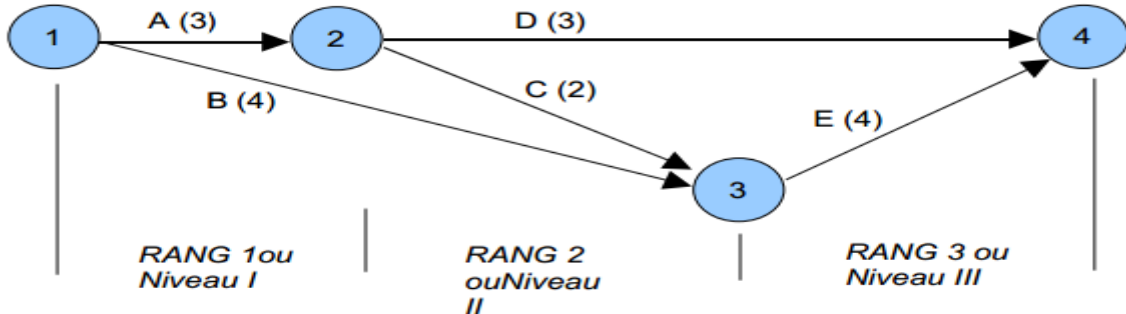 A (3)
D (3)
1
2
4
B (4)
C (2)
E (4)
3
RANG 1ou
Niveau I
RANG 2
ouNiveau
II
RANG 3 ou
Niveau III